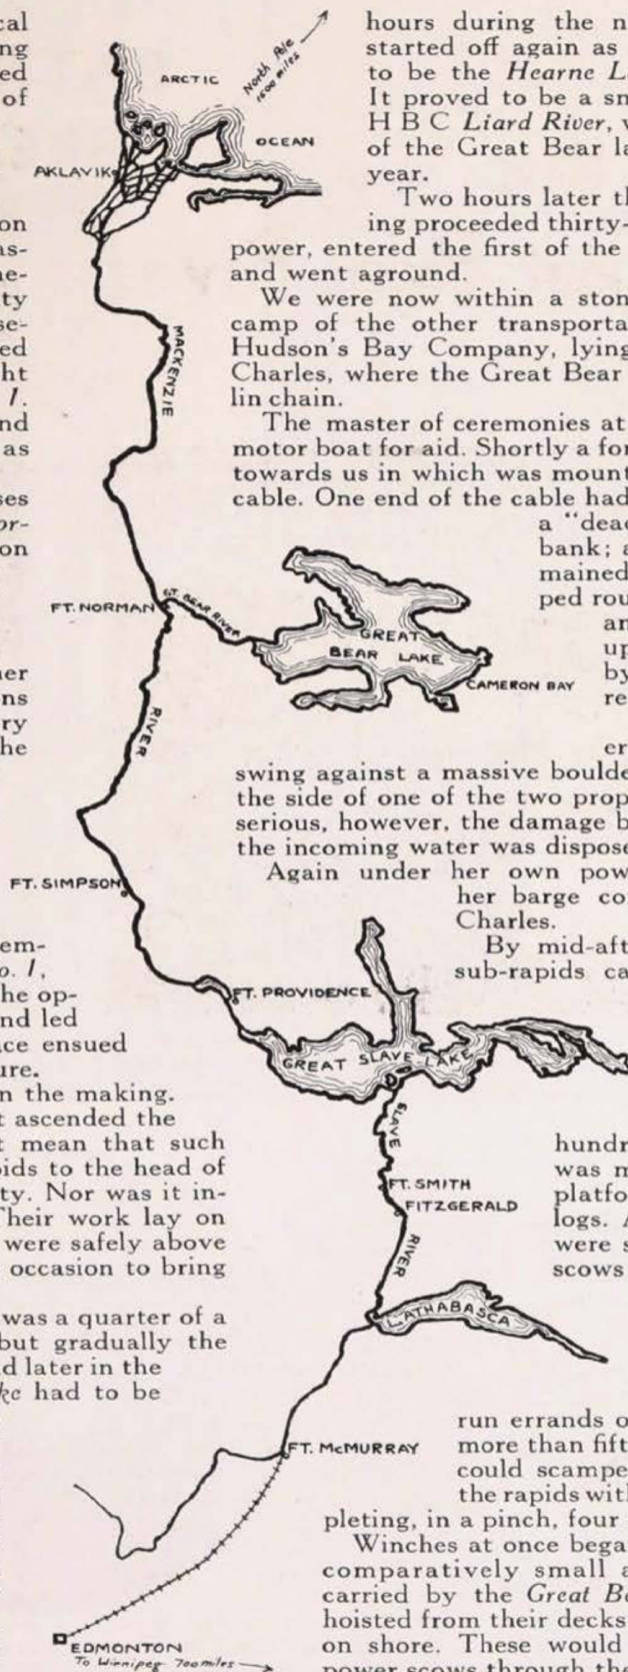 cal
ng
ed
of
on
as-
ne-
ty
se-
ed
ht
1.
nd
as
ses
or-
on
her
ons
ry
he
em-
o. 1,
he op-
nd led
ce ensued
ure.
n the making.
t ascended the
t mean that such
oids to the head of
ty. Nor was it in-
Their work lay on
were safely above
occasion to bring
was a quarter of a
but gradually the
d later in the
ke had to be
hours during the n
started off again as
to be the Hearne L
It proved to be a sm
H B C Liard River, v
of the Great Bear la
year.
Two hours later th
ing proceeded thirty-
power, entered the first of the
and went aground.
We were now within a ston
camp of the other transporta
Hudson's Bay Company, lying
Charles, where the Great Bear
lin chain.
The master of ceremonies at
motor boat for aid. Shortly a for
towards us in which was mount
cable. One end of the cable had
a "dead
bank; a
mained
ped rou
an
up
by
re
er
swing against a massive boulde
the side of one of the two prop
serious, however, the damage b
the incoming water was dispose
Again under her own pow
her barge co
Charles.
By mid-aft
sub-rapids ca
hundr
was m
platfo
logs. A
were s
scows
run errands o
more than fift
could scampe
the rapids with
pleting, in a pinch, four
Winches at once bega
comparatively small a
carried by the Great Be
hoisted from their decks
on shore. These would
power scows through the
North Pole
1600 miles
ARCTIC
OCEAN
AKLAVIK
MACKENZIE
FT. NORMAN
GT. BEAR RIVER
GREAT
BEAR LAKE
CAMERON BAY
RIVER
FT. SIMPSON
FT. PROVIDENCE
GREAT SLAVE LAKE
SLAVE
FT. SMITH
FITZGERALD
RIVER
L. ATHABASCA
FT. McMURRAY
EDMONTON
To Winnipeg 700 miles